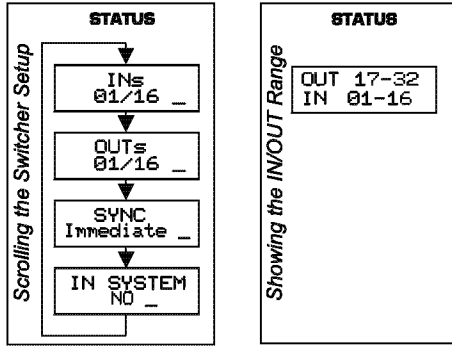 STATUS
Scrolling the Switcher Setup
INs
01/16 _
OUTs
01/16 _
SYNC
Immediate _
IN SYSTEM
NO _
STATUS
Showing the IN/OUT Range
OUT 17-32
IN 01-16